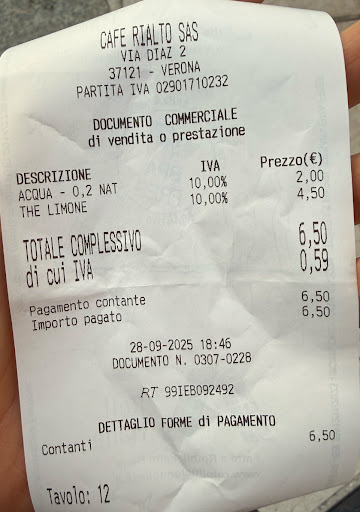 CAFE RIALTO SAS
VIA DIAZ 2
37121 - VERONA
PARTITA IVA 02901710232
DOCUMENTO COMMERCIALE
di vendita o prestazione
DESCRIZIONE IVA Prezzo(€)
ACQUA - 0,2 NAT 10,00% 2,00
THE LIMONE 10,00% 4,50
TOTALE COMPLESSIVO 6,50
di cui IVA 0,59
Pagamento contante 6,50
Importo pagato 6,50
28-09-2025 18:46
DOCUMENTO N. 0307-0228
RT 99IEB092492
DETTAGLIO FORME di PAGAMENTO
Contanti 6,50
Tavolo: 12